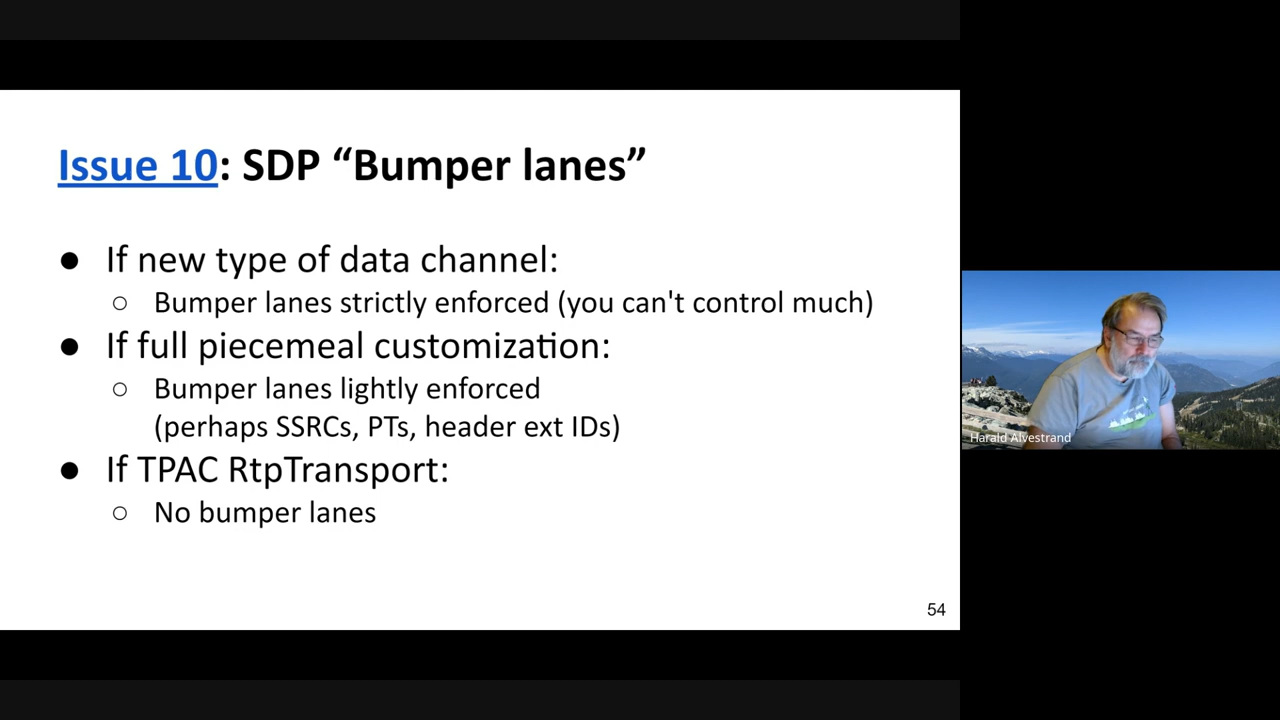 Issue 10: SDP “Bumper lanes”
● If new type of data channel:
○ Bumper lanes strictly enforced (you can't control much)
● If full piecemeal customization:
○ Bumper lanes lightly enforced
(perhaps SSRCs, PTs, header ext IDs)
● If TPAC RtpTransport:
○ No bumper lanes
54
Harald Alvestrand